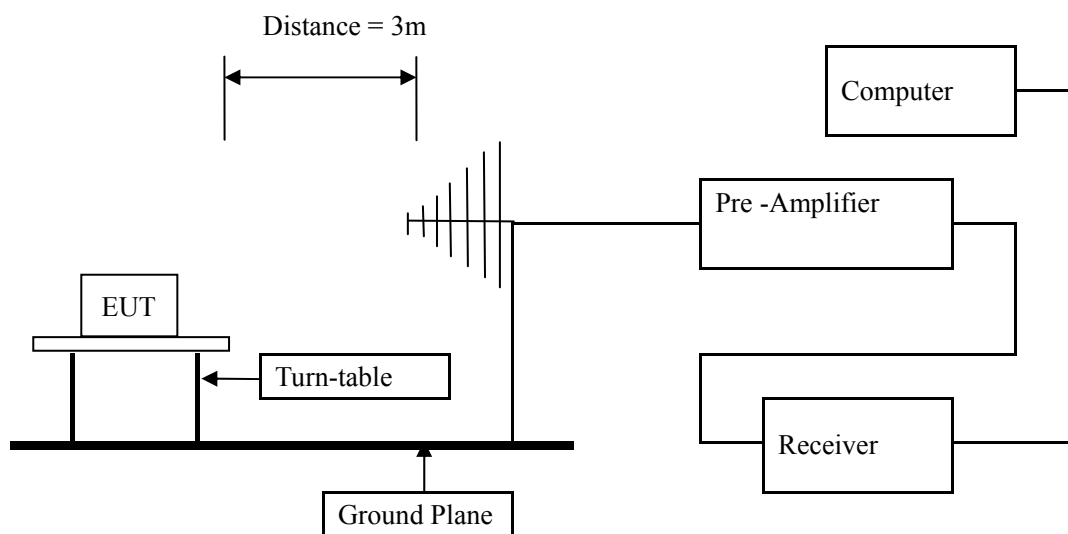 Distance = 3m
Computer
Pre -Amplifier
EUT
Turn-table
Receiver
Ground Plane